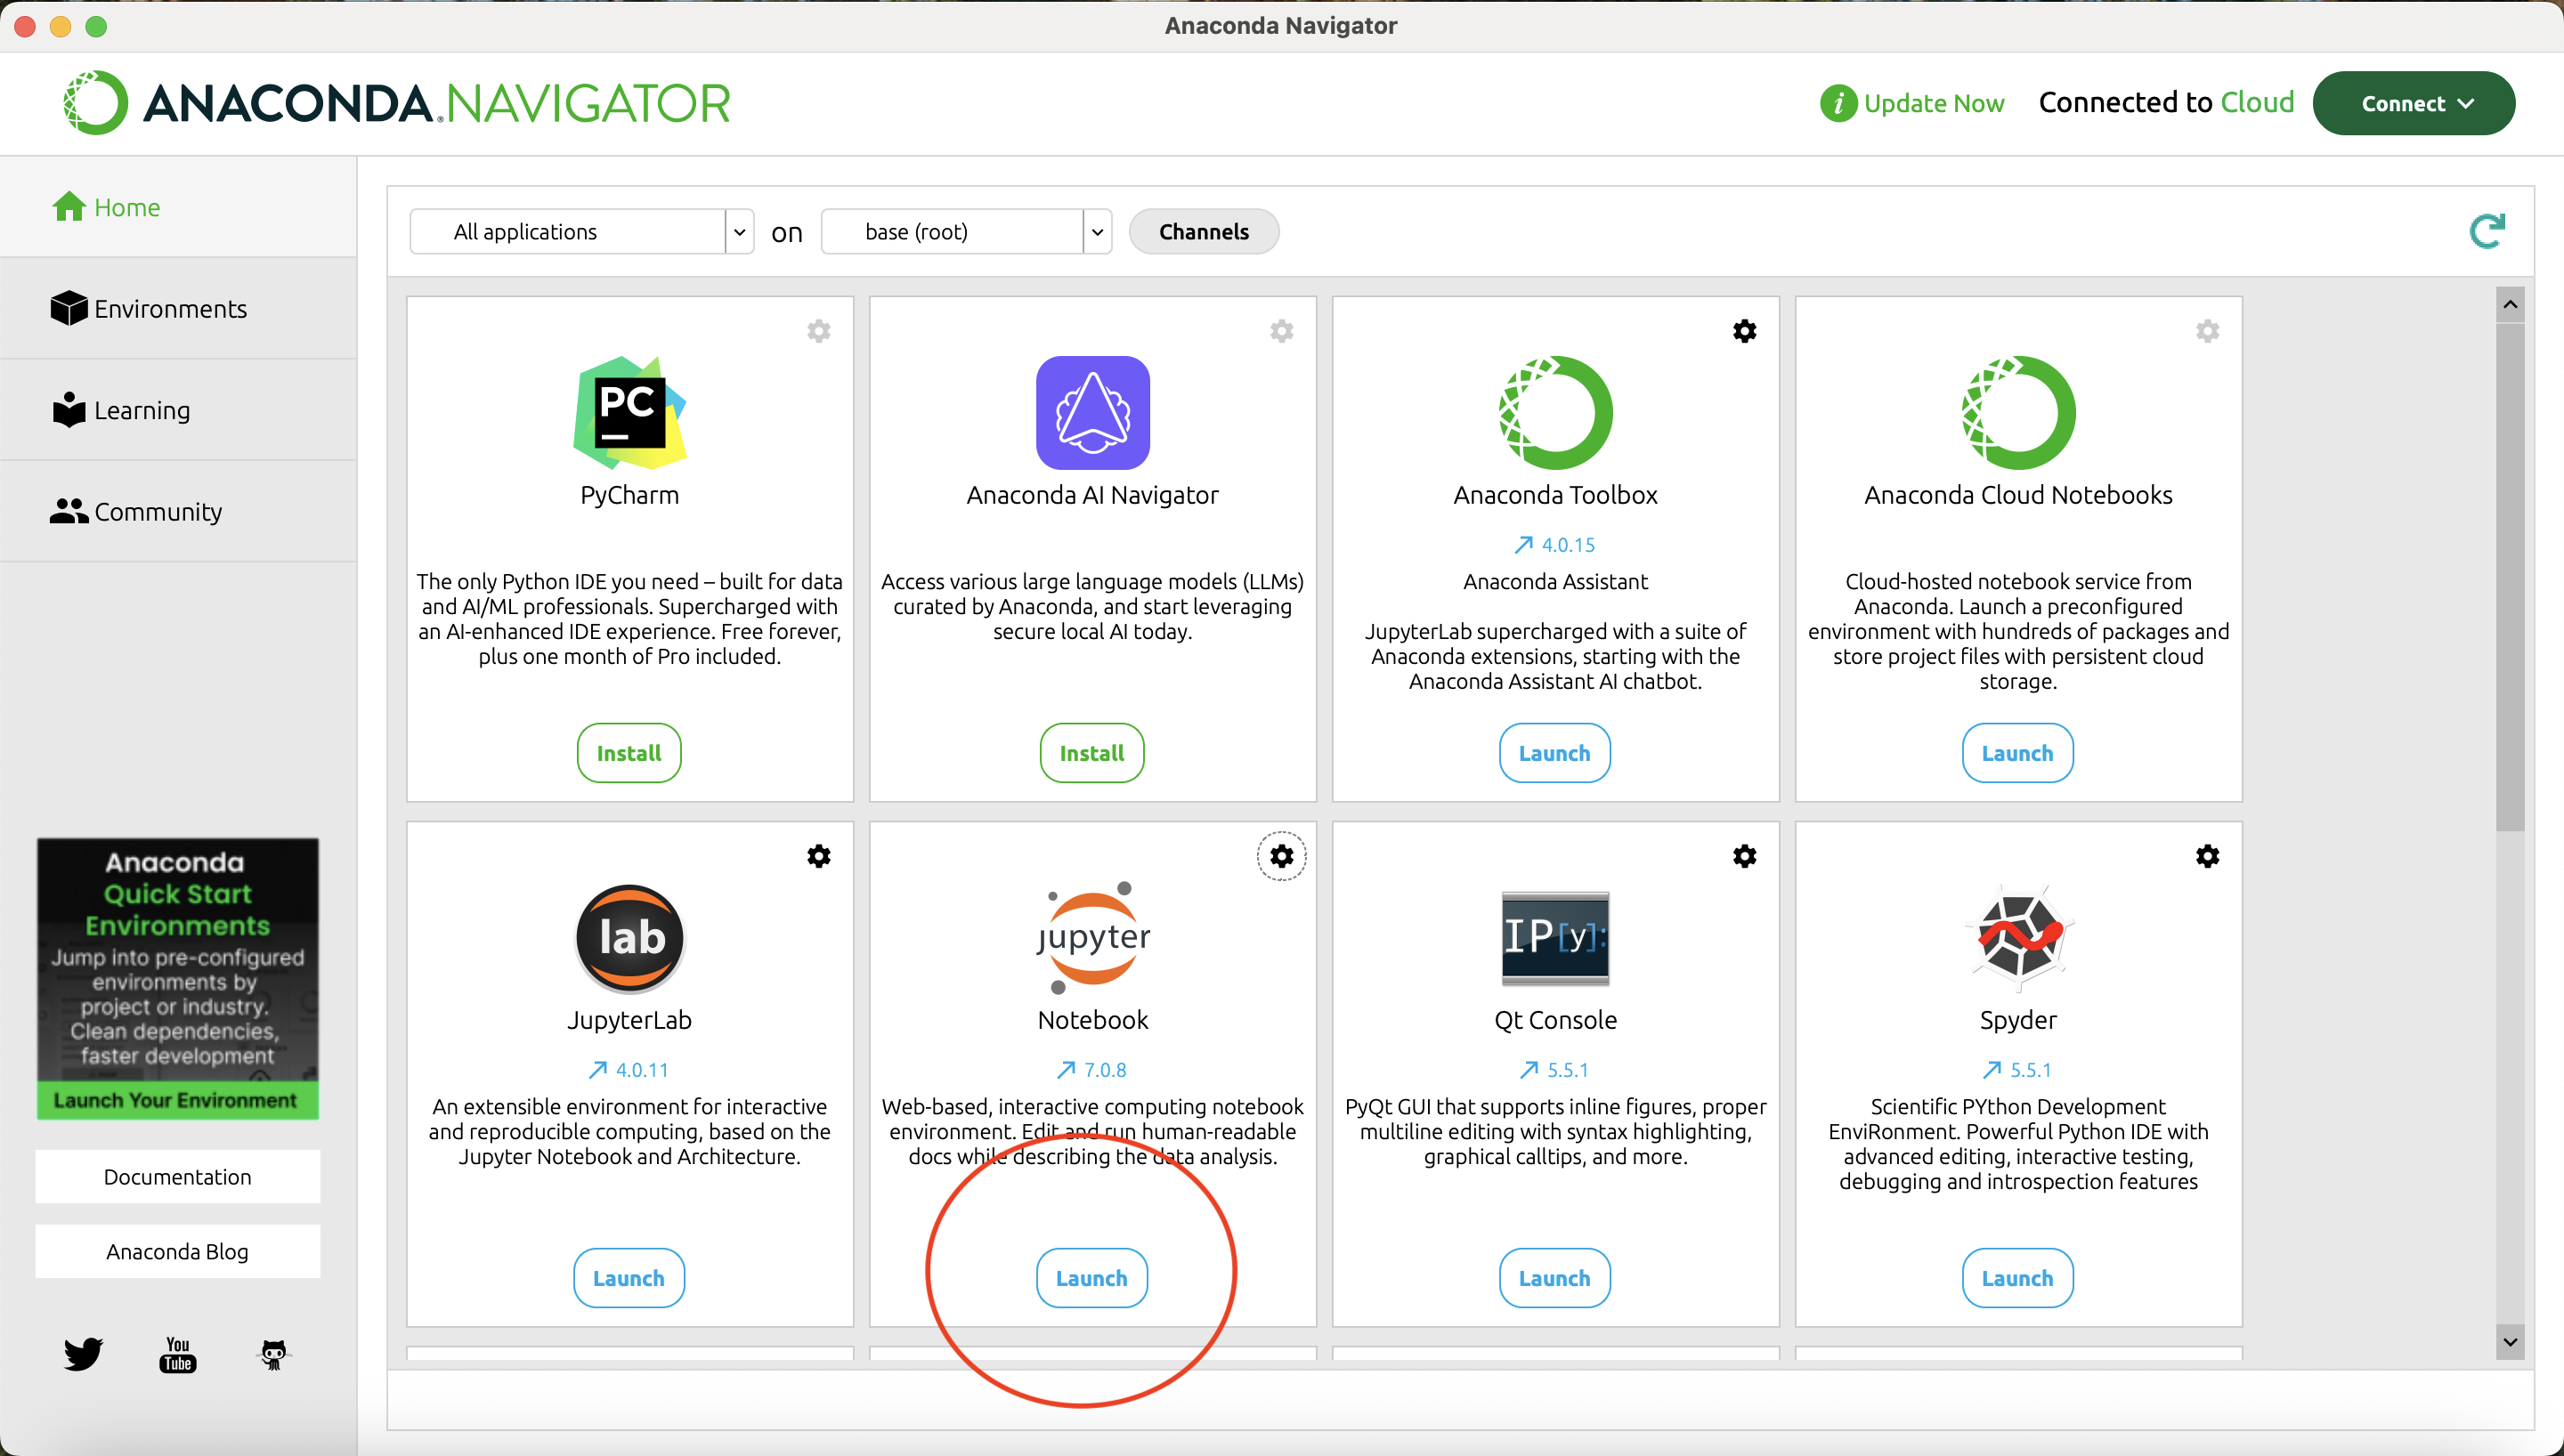 Anaconda Navigator
ANACONDA.NAVIGATOR
i Update Now
Connected to Cloud
Connect
Home
Environments
Learning
Community
All applications
on
base (root)
Channels
PC
PyCharm
The only Python IDE you need – built for data
and AI/ML professionals. Supercharged with
an AI-enhanced IDE experience. Free forever,
plus one month of Pro included.
Install
Anaconda AI Navigator
Access various large language models (LLMs)
curated by Anaconda, and start leveraging
secure local AI today.
Install
Anaconda Toolbox
4.0.15
Anaconda Assistant
JupyterLab supercharged with a suite of
Anaconda extensions, starting with the
Anaconda Assistant AI chatbot.
Launch
Anaconda Cloud Notebooks
Cloud-hosted notebook service from
Anaconda. Launch a preconfigured
environment with hundreds of packages and
store project files with persistent cloud
storage.
Launch
lab
JupyterLab
4.0.11
An extensible environment for interactive
and reproducible computing, based on the
Jupyter Notebook and Architecture.
Launch
jupyter
Notebook
7.0.8
Web-based, interactive computing notebook
environment. Edit and run human-readable
docs while describing the data analysis.
Launch
IP[y]:
Qt Console
5.5.1
PyQt GUI that supports inline figures, proper
multiline editing with syntax highlighting,
graphical calltips, and more.
Launch
Spyder
5.5.1
Scientific PYthon Development
EnviRonment. Powerful Python IDE with
advanced editing, interactive testing,
debugging and introspection features
Launch
Anaconda
Quick Start
Environments
Jump into pre-configured
environments by
project or industry.
Clean dependencies,
faster development
Launch Your Environment
Documentation
Anaconda Blog
You
Tube